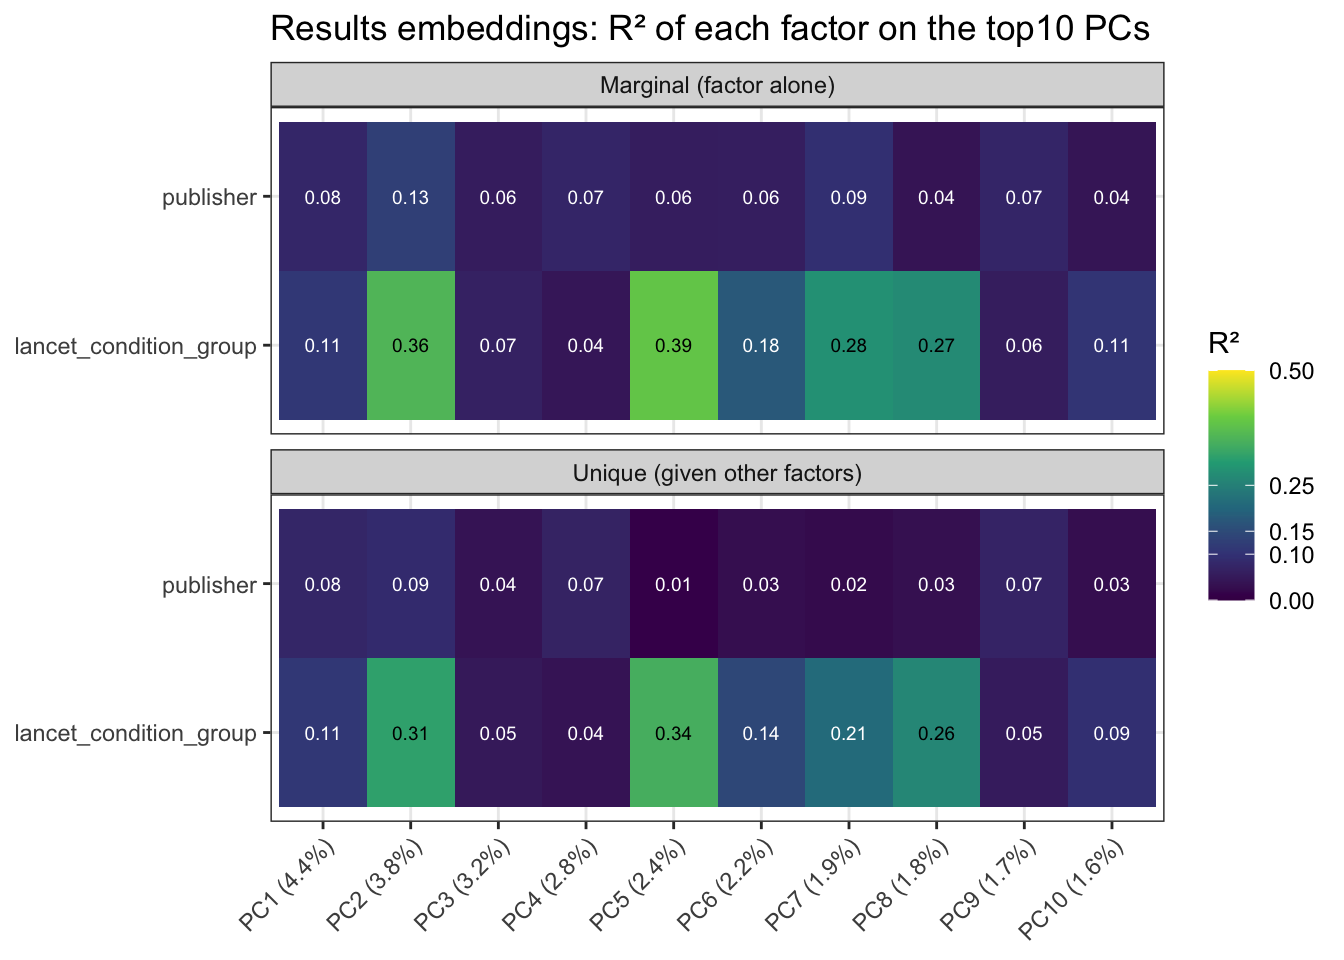 Results embeddings: R² of each factor on the top10 PCs
Marginal (factor alone)
publisher
0.08 0.13 0.06 0.07 0.06 0.06 0.09 0.04 0.07 0.04
lancet_condition_group
0.11 0.36 0.07 0.04 0.39 0.18 0.28 0.27 0.06 0.11
Unique (given other factors)
publisher
0.08 0.09 0.04 0.07 0.01 0.03 0.02 0.03 0.07 0.03
lancet_condition_group
0.11 0.31 0.05 0.04 0.34 0.14 0.21 0.26 0.05 0.09
PC1 (4.4%)
PC2 (3.8%)
PC3 (3.2%)
PC4 (2.8%)
PC5 (2.4%)
PC6 (2.2%)
PC7 (1.9%)
PC8 (1.8%)
PC9 (1.7%)
PC10 (1.6%)
R²
0.50
0.25
0.15
0.10
0.00